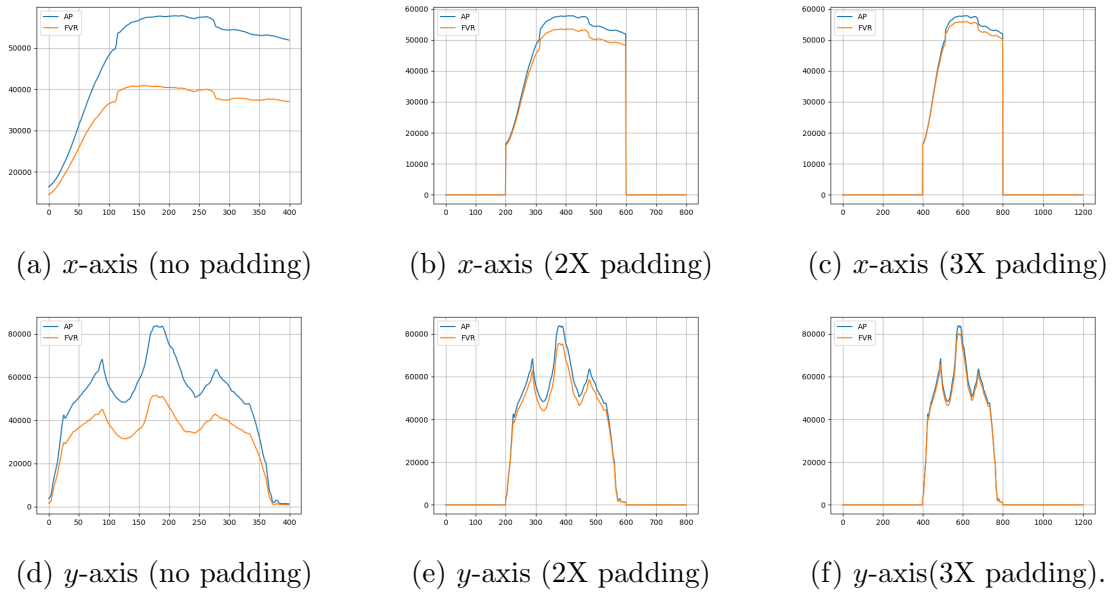 AP
FVR
50000
40000
30000
20000
0 50 100 150 200 250 300 350 400
(a) x-axis (no padding)
AP
FVR
60000
50000
40000
30000
20000
10000
0
0 100 200 300 400 500 600 700 800
(b) x-axis (2X padding)
AP
FVR
60000
50000
40000
30000
20000
10000
0
0 200 400 600 800 1000 1200
(c) x-axis (3X padding)
AP
FVR
80000
60000
40000
20000
0
0 50 100 150 200 250 300 350 400
(d) y-axis (no padding)
AP
FVR
80000
60000
40000
20000
0
0 100 200 300 400 500 600 700 800
(e) y-axis (2X padding)
AP
FVR
80000
60000
40000
20000
0
0 200 400 600 800 1000 1200
(f) y-axis(3X padding).